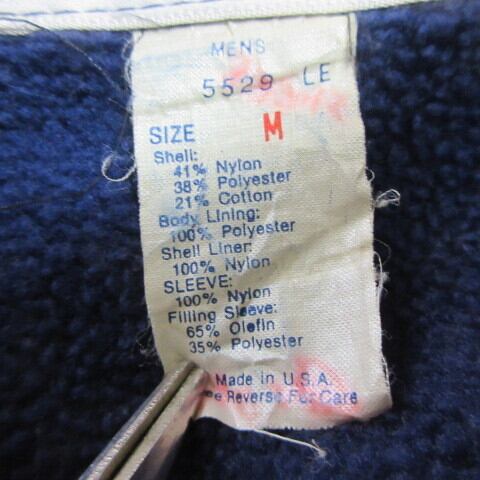 MENS
5529 LE
SIZE M
Shell:
41% Nylon
38% Polyester
21% Cotton
Body Lining:
100% Polyester
Shell Liner:
100% Nylon
SLEEVE:
100% Nylon
Filling Sleeve:
65% Olefin
35% Polyester
Made in U.S.A.
ee Reverse For Care